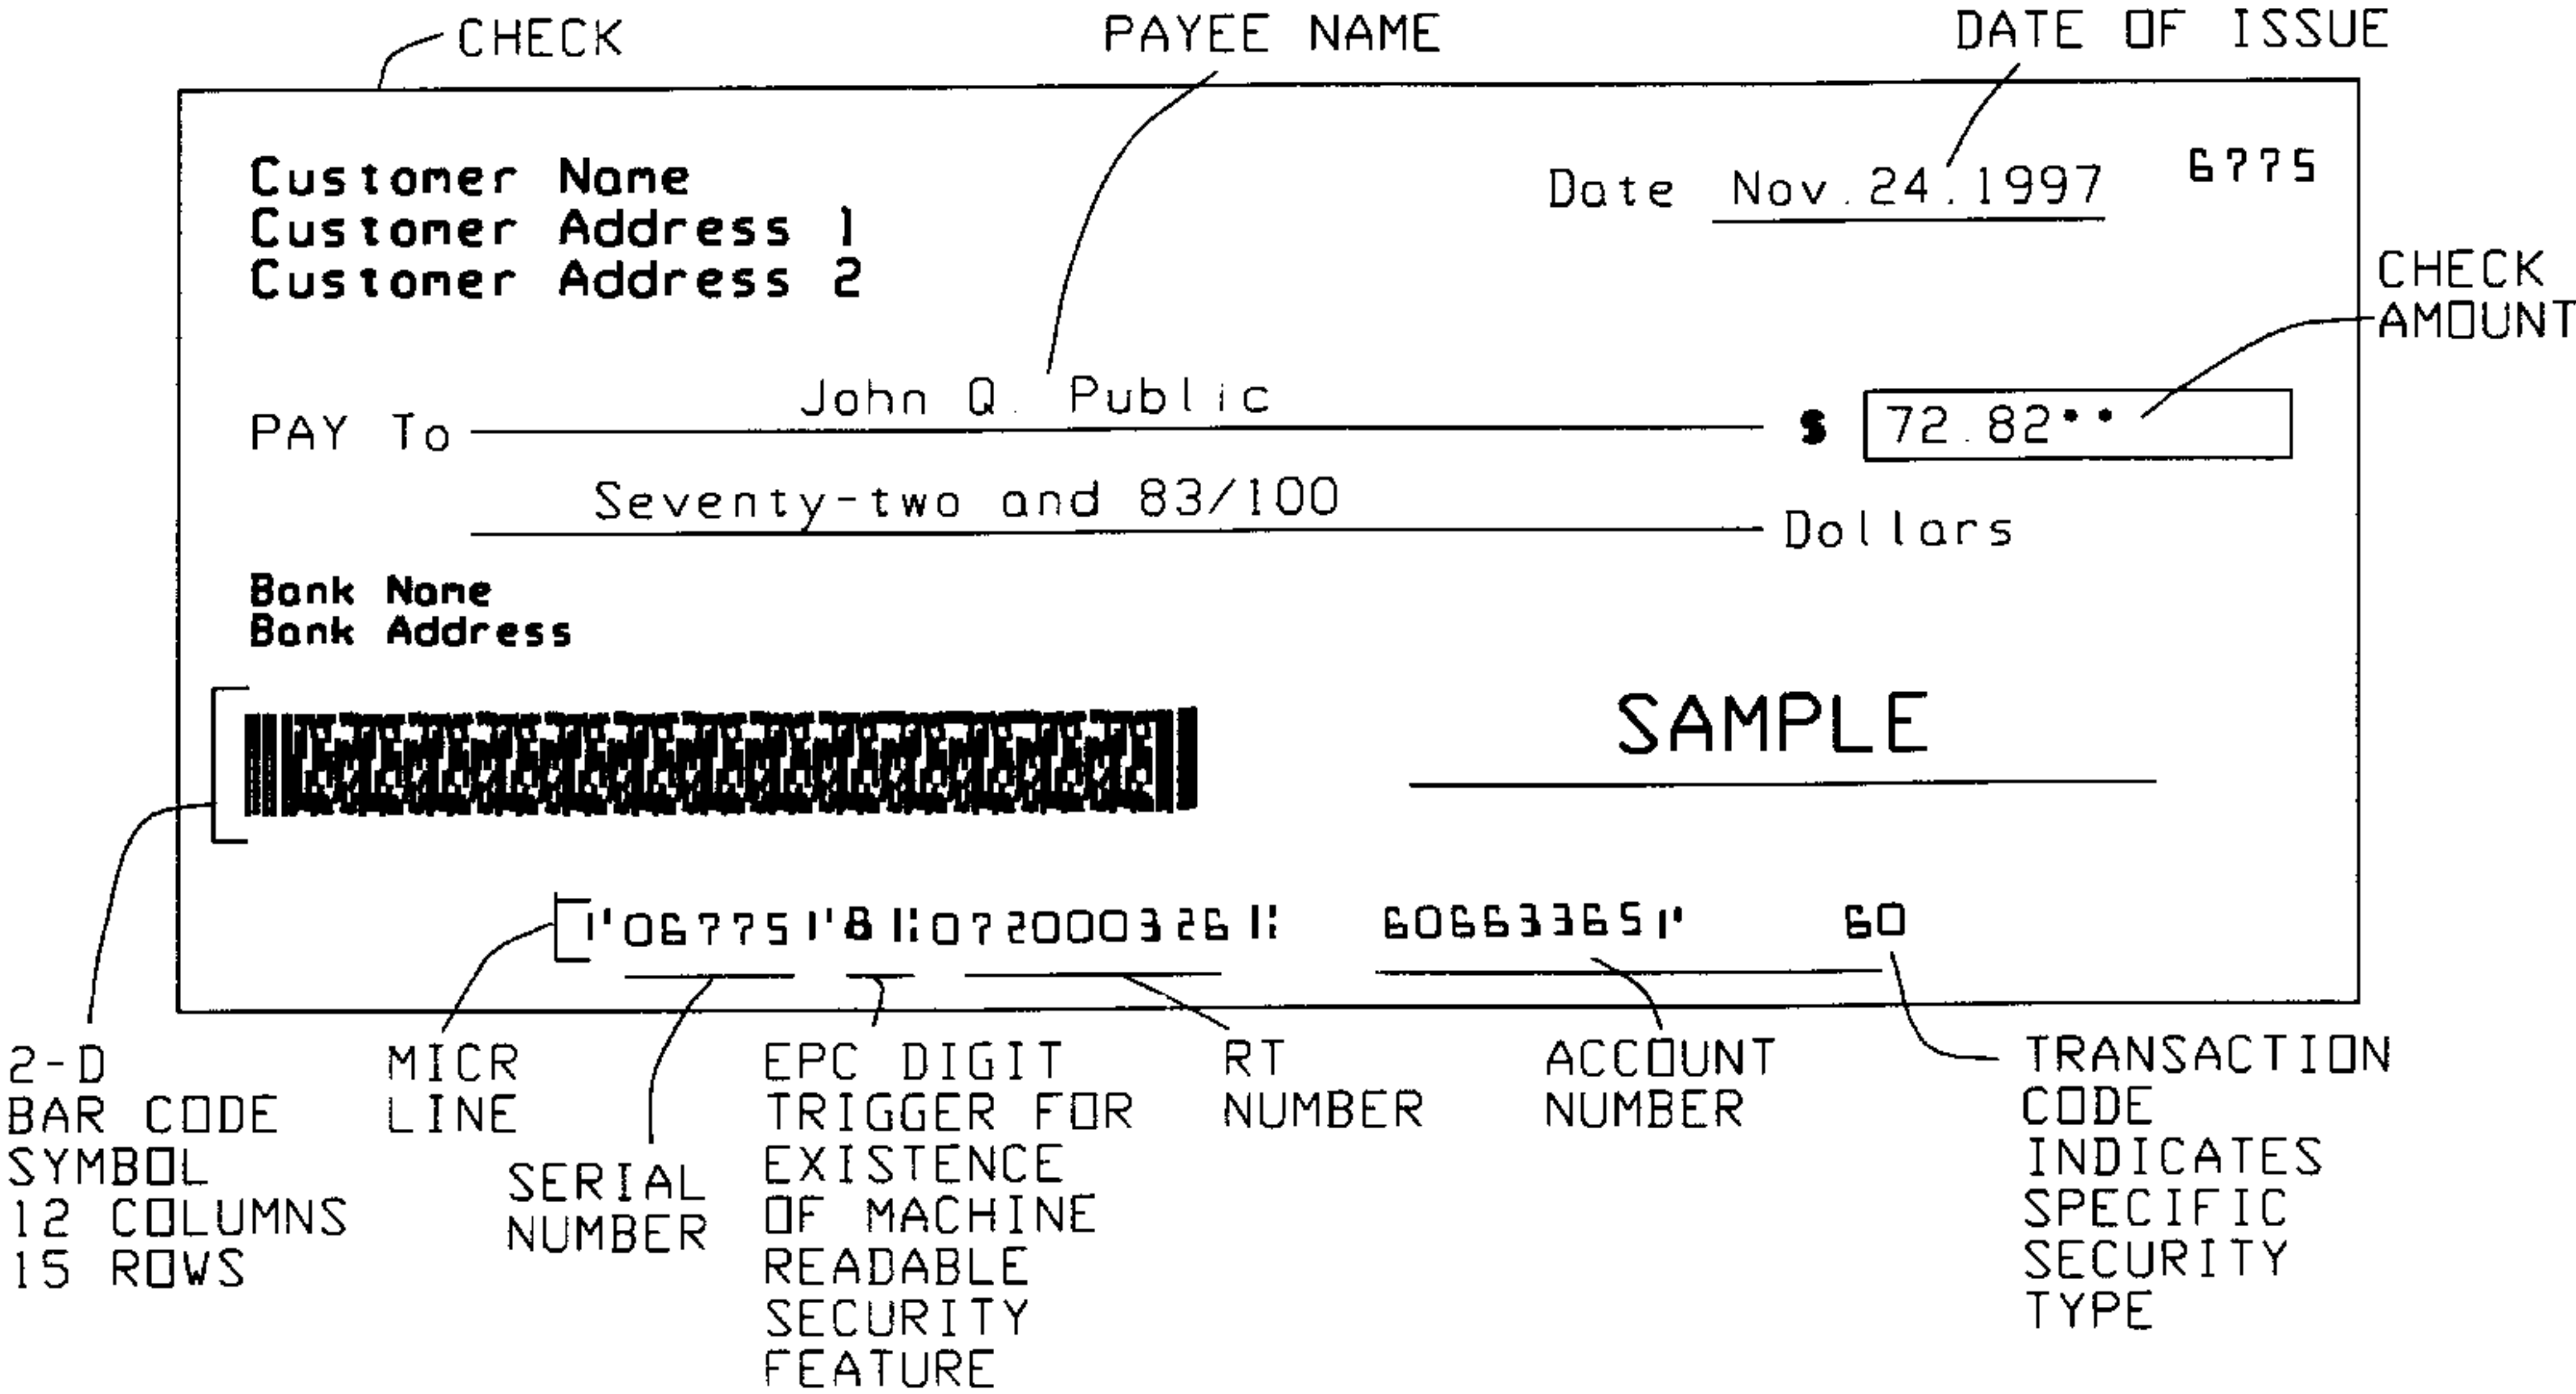 CHECK
PAYEE NAME
DATE OF ISSUE
Customer Name
Customer Address 1
Customer Address 2
Date Nov.24.1997
6775
CHECK
AMOUNT
PAY To John Q. Public $ 72.82**
Seventy-two and 83/100 Dollars
Bank Name
Bank Address
SAMPLE
⑈067751⑈81⑆072000326⑆ 60663365⑈ 60
2-D
BAR CODE
SYMBOL
12 COLUMNS
15 ROWS
MICR
LINE
SERIAL
NUMBER
EPC DIGIT
TRIGGER FOR
EXISTENCE
OF MACHINE
READABLE
SECURITY
FEATURE
RT
NUMBER
ACCOUNT
NUMBER
TRANSACTION
CODE
INDICATES
SPECIFIC
SECURITY
TYPE